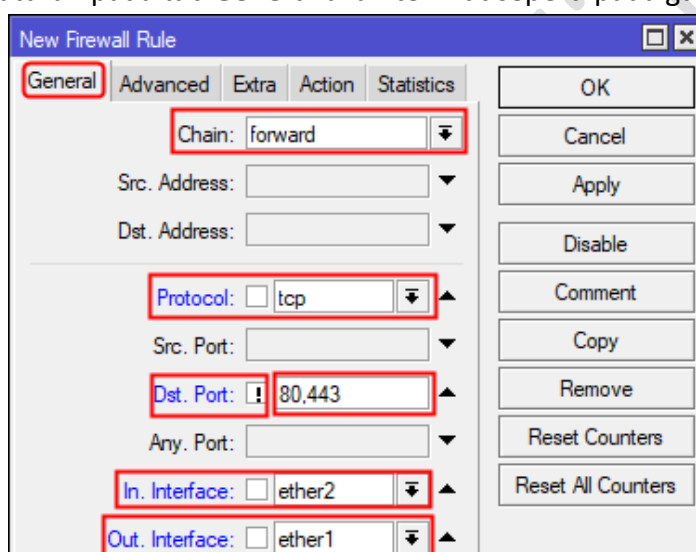 New Firewall Rule
General Advanced Extra Action Statistics
OK
Chain: forward
Cancel
Src. Address:
Apply
Dst. Address:
Disable
Protocol: tcp
Comment
Src. Port:
Copy
Dst. Port: ! 80,443
Remove
Any. Port:
Reset Counters
In. Interface: ether2
Reset All Counters
Out. Interface: ether1